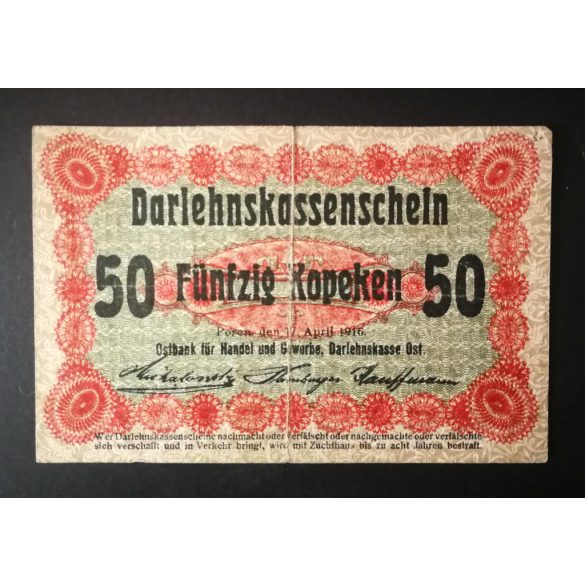 Darlehnskassenschein
50 Fünfzig Kopeken 50
Posen, den 17. April 1916.
Ostbank für Handel und Gewerbe, Darlehnskasse Ost.
Kauffmann
Wer Darlehnskassenscheine nachmacht oder verfälscht oder nachgemachte oder verfälschte
sich verschafft und in Verkehr bringt, wird mit Zuchthaus bis zu acht Jahren bestraft.